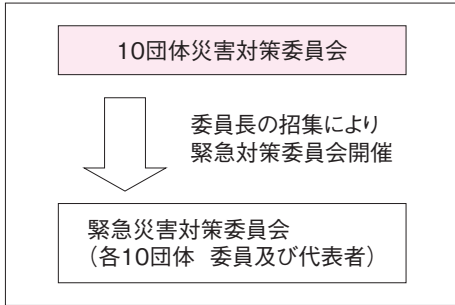 10団体災害対策委員会
委員長の招集により
緊急対策委員会開催
緊急災害対策委員会
(各10団体 委員及び代表者)